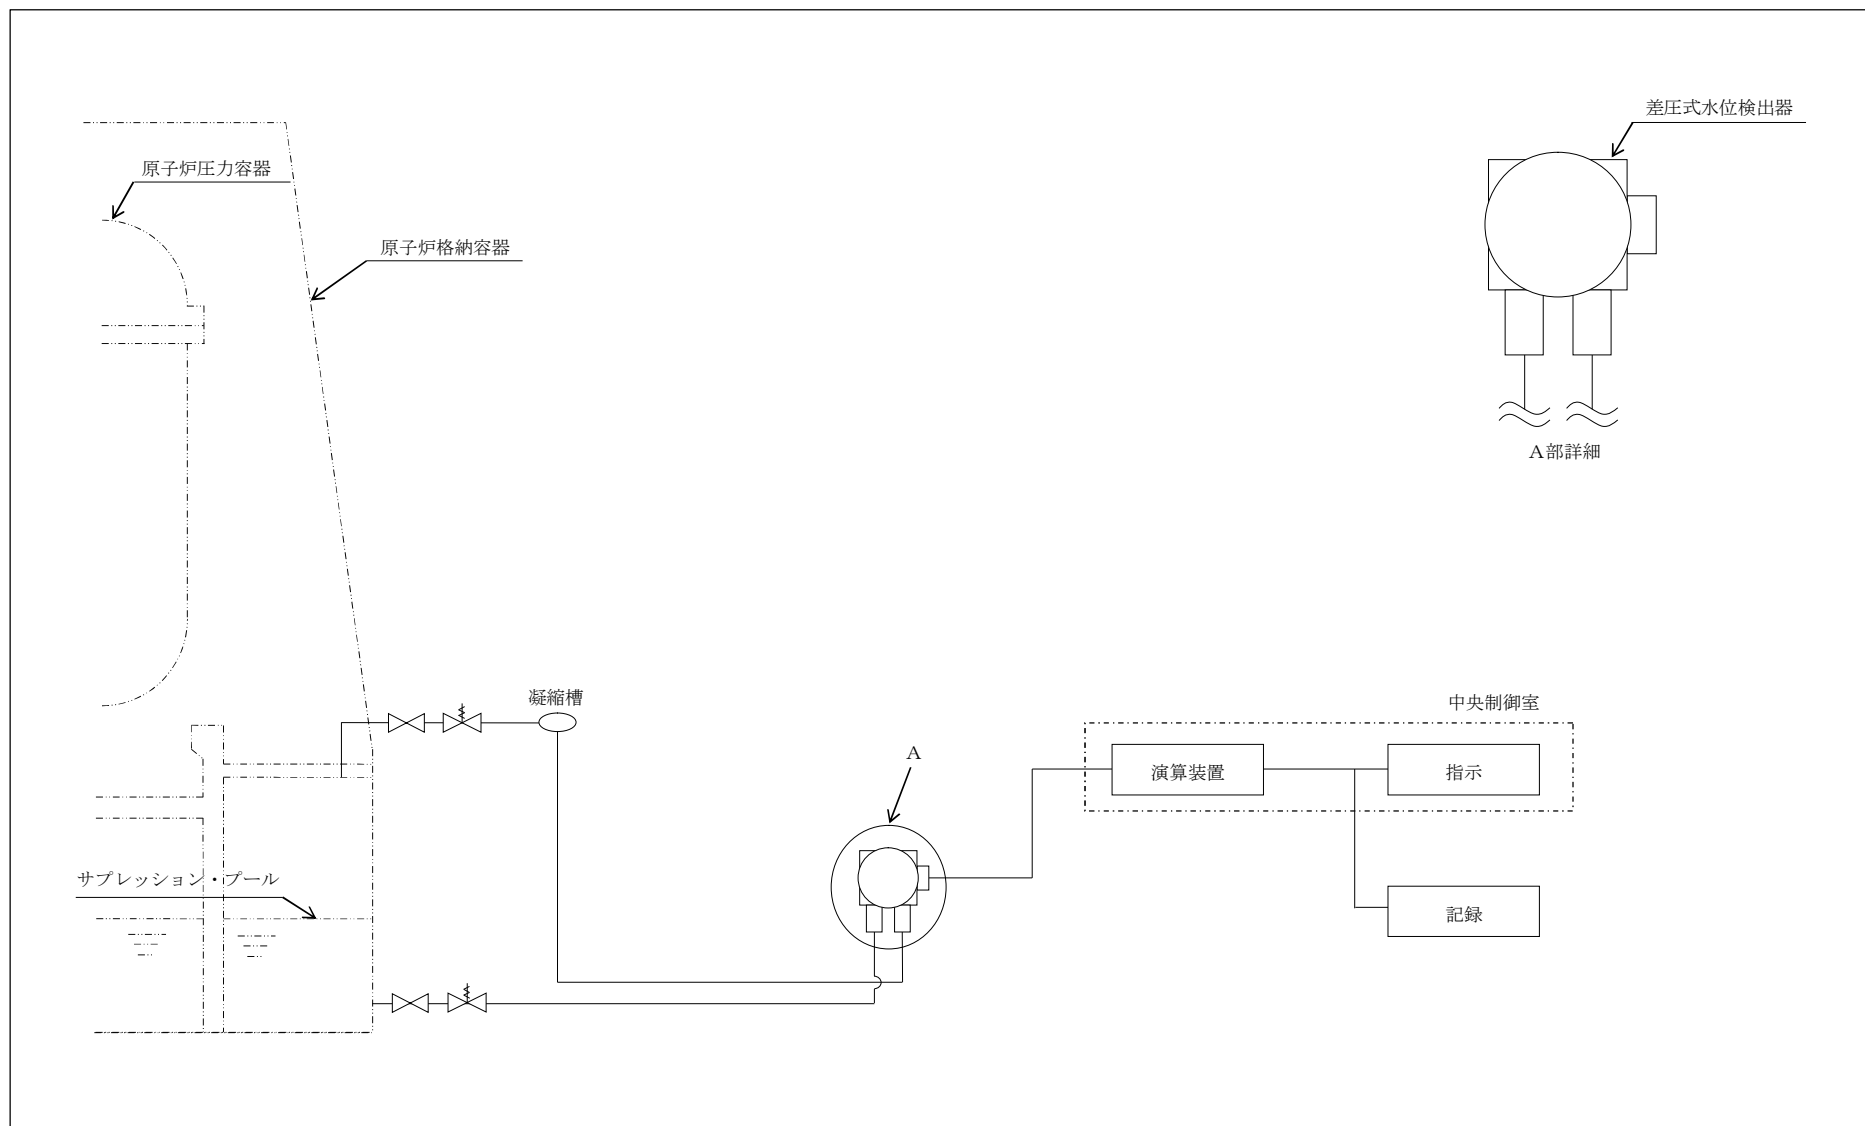 差圧式水位検出器
原子炉圧力容器
原子炉格納容器
A部詳細
凝縮槽
中央制御室
A
演算装置
指示
サプレッション・プール
記録